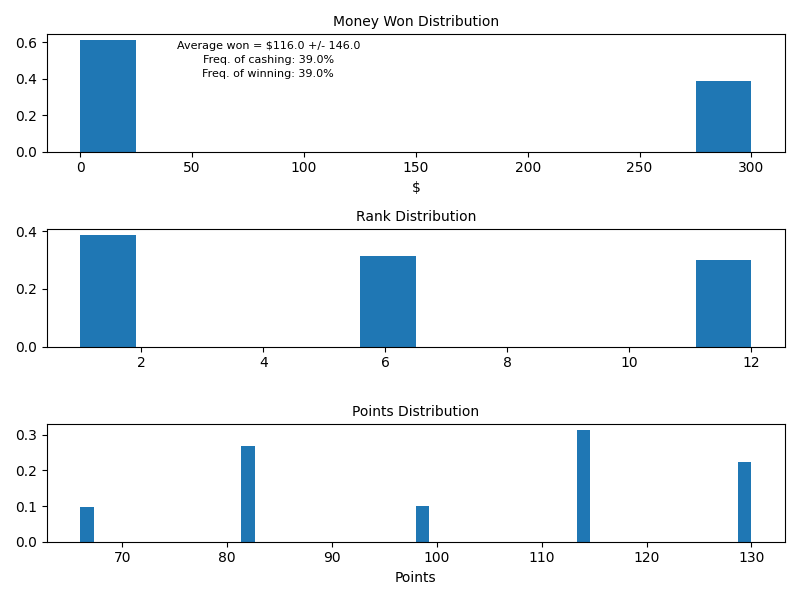 Money Won Distribution
0.6
0.4
0.2
0.0
Average won = $116.0 +/- 146.0
Freq. of cashing: 39.0%
Freq. of winning: 39.0%
0 50 100 150 200 250 300
$
Rank Distribution
0.4
0.2
0.0
2 4 6 8 10 12
Points Distribution
0.3
0.2
0.1
0.0
70 80 90 100 110 120 130
Points